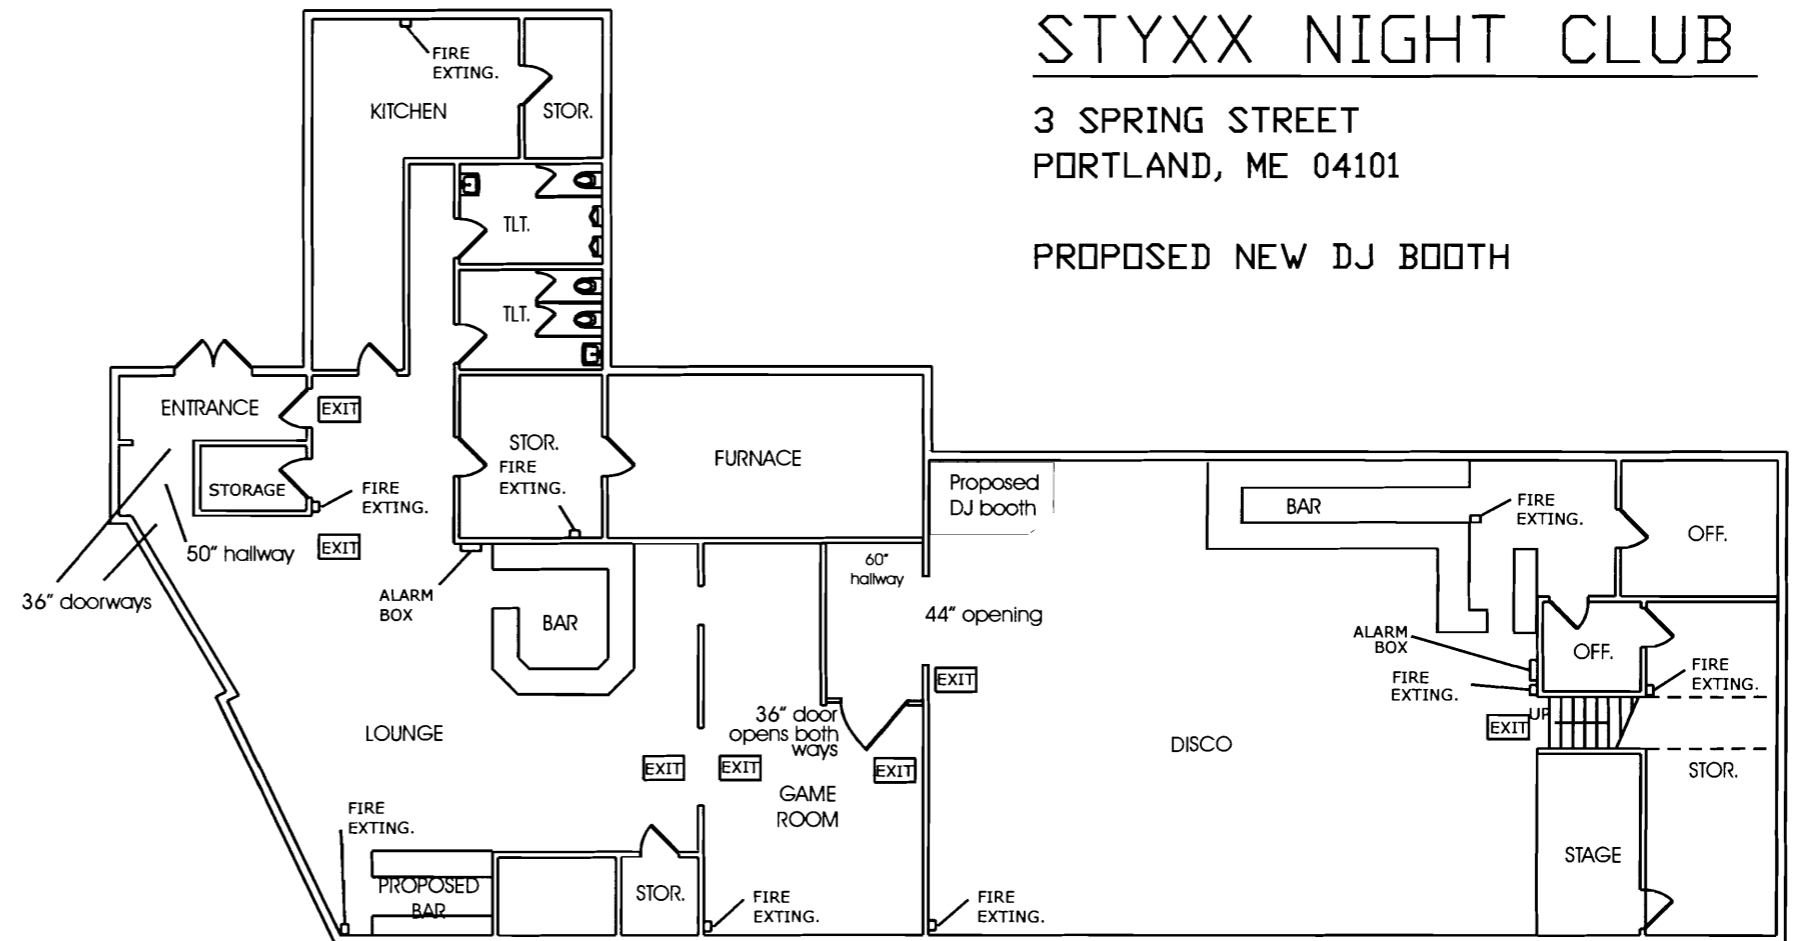 STYXX NIGHT CLUB
3 SPRING STREET
PORTLAND, ME 04101
PROPOSED NEW DJ BOOTH
FIRE
EXTING.
KITCHEN
STOR.
TLT.
TLT.
ENTRANCE
EXIT
STORAGE
FIRE
EXTING.
EXIT
50" hallway
36" doorways
STOR.
FIRE
EXTING.
FURNACE
ALARM
BOX
BAR
60"
hallway
44" opening
Proposed
DJ booth
BAR
FIRE
EXTING.
OFF.
OFF.
ALARM
BOX
FIRE
EXTING.
FIRE
EXTING.
UP
EXIT
EXIT
LOUNGE
36" door
opens both
ways
EXIT
EXIT
EXIT
GAME
ROOM
DISCO
STOR.
STAGE
FIRE
EXTING.
PROPOSED
BAR
STOR.
FIRE
EXTING.
FIRE
EXTING.